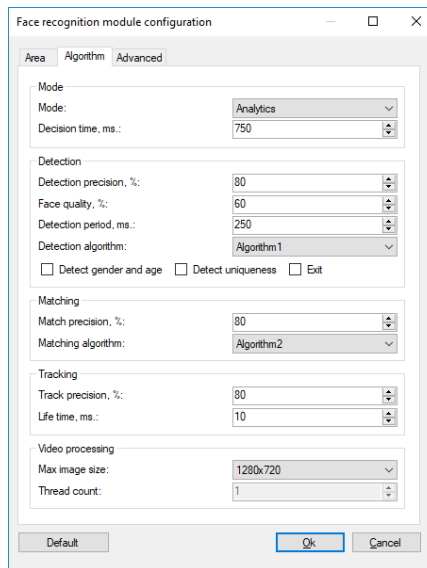 Face recognition module configuration
Area Algorithm Advanced
Mode
Mode: Analytics
Decision time, ms.: 750
Detection
Detection precision, %: 80
Face quality, %: 60
Detection period, ms.: 250
Detection algorithm: Algorithm1
Detect gender and age Detect uniqueness Exit
Matching
Match precision, %: 80
Matching algorithm: Algorithm2
Tracking
Track precision, %: 80
Life time, ms.: 10
Video processing
Max image size: 1280x720
Thread count: 1
Default Ok Cancel